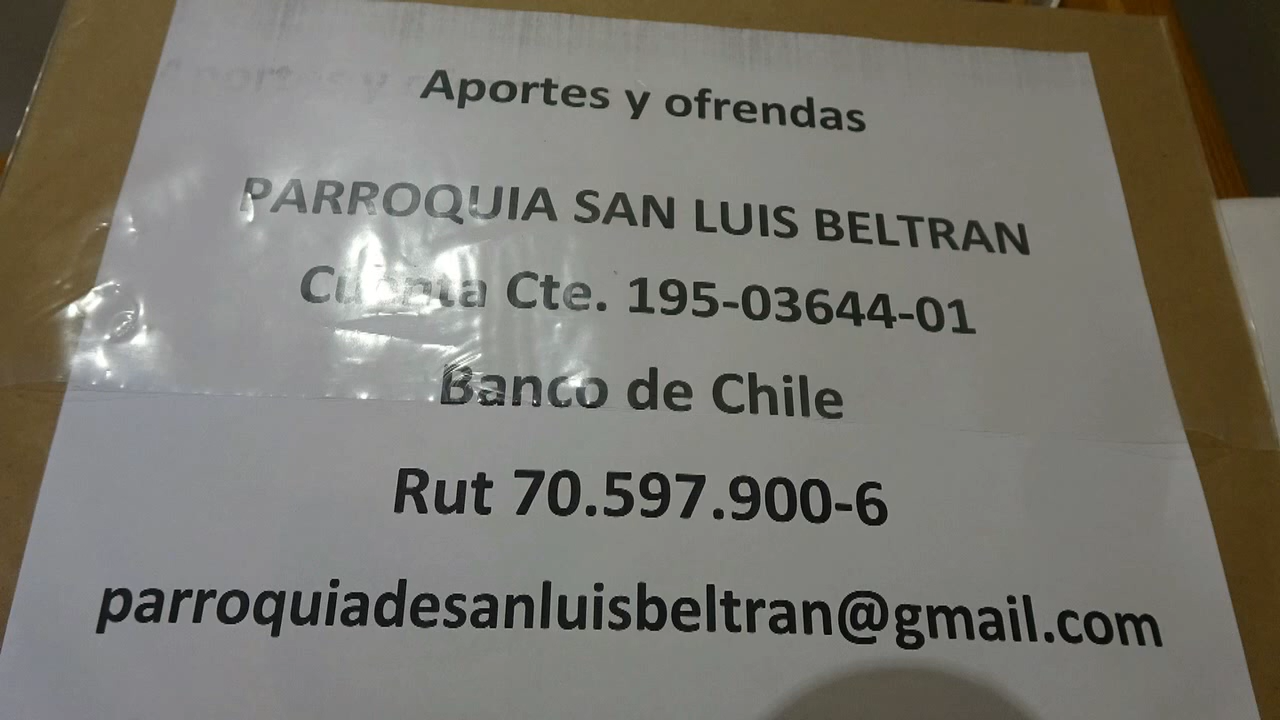 Aportes y ofrendas
PARROQUIA SAN LUIS BELTRAN
Cuenta Cte. 195-03644-01
Banco de Chile
Rut 70.597.900-6
parroquiadesanluisbeltran@gmail.com